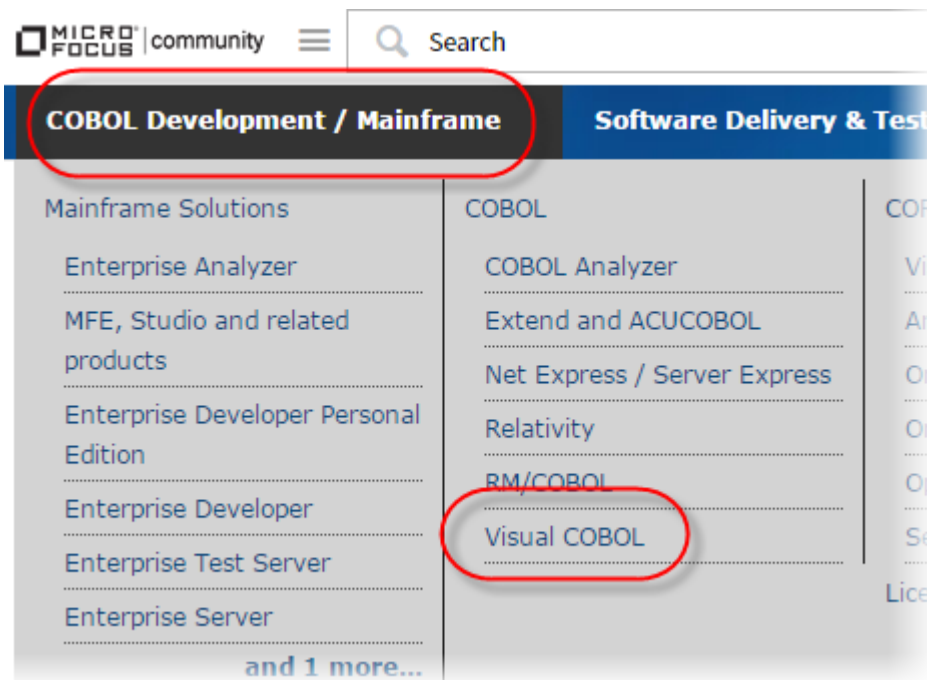 MICRO FOCUS | community
Search
COBOL Development / Mainframe
Software Delivery & Test
Mainframe Solutions
Enterprise Analyzer
MFE, Studio and related
products
Enterprise Developer Personal
Edition
Enterprise Developer
Enterprise Test Server
Enterprise Server
and 1 more...
COBOL
COBOL Analyzer
Extend and ACUCOBOL
Net Express / Server Express
Relativity
RM/COBOL
Visual COBOL